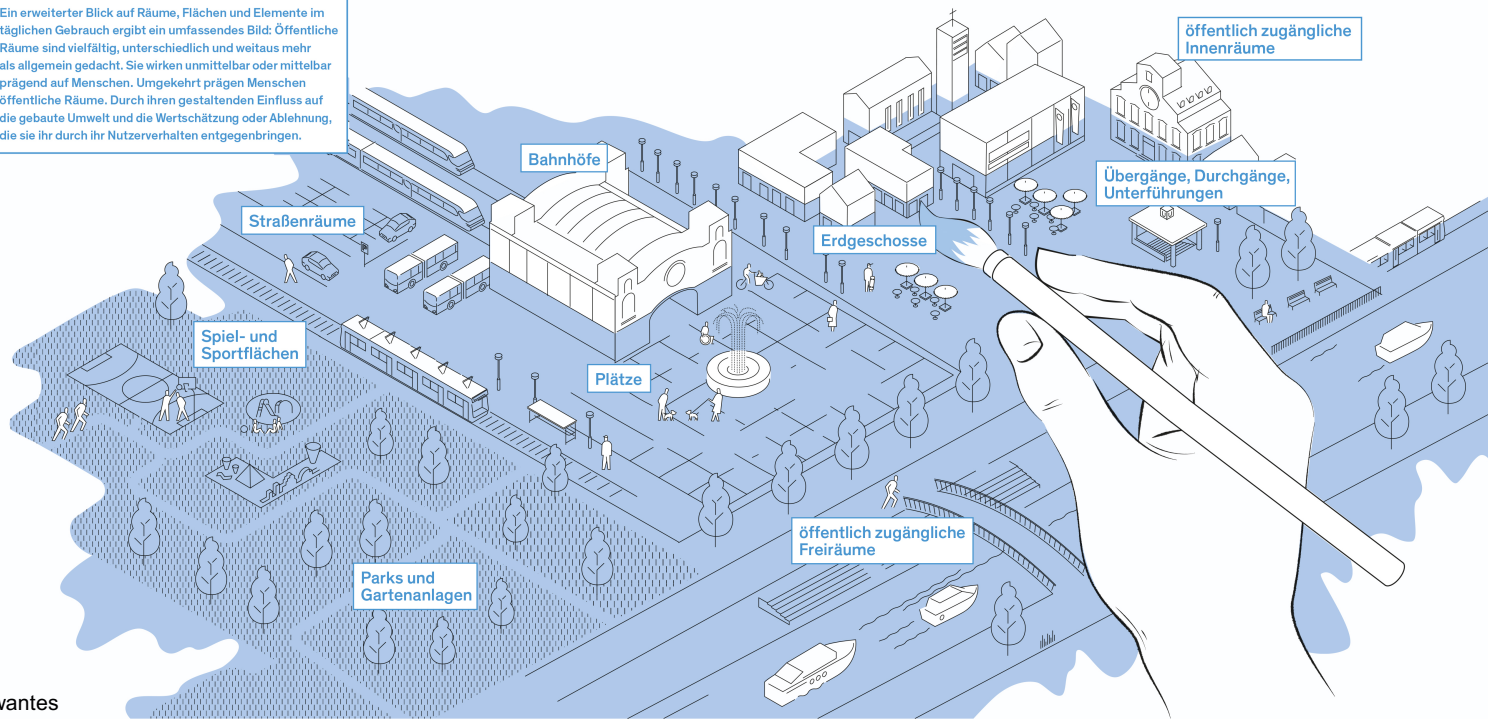 Ein erweiterter Blick auf Räume, Flächen und Elemente im
täglichen Gebrauch ergibt ein umfassendes Bild: Öffentliche
Räume sind vielfältig, unterschiedlich und weitaus mehr
als allgemein gedacht. Sie wirken unmittelbar oder mittelbar
prägend auf Menschen. Umgekehrt prägen Menschen
öffentliche Räume. Durch ihren gestaltenden Einfluss auf
die gebaute Umwelt und die Wertschätzung oder Ablehnung,
die sie ihr durch ihr Nutzerverhalten entgegenbringen.
öffentlich zugängliche
Innenräume
Bahnhöfe
Übergänge, Durchgänge,
Unterführungen
Straßenräume
Erdgeschosse
Spiel- und
Sportflächen
Plätze
öffentlich zugängliche
Freiräume
Parks und
Gartenanlagen
wantes